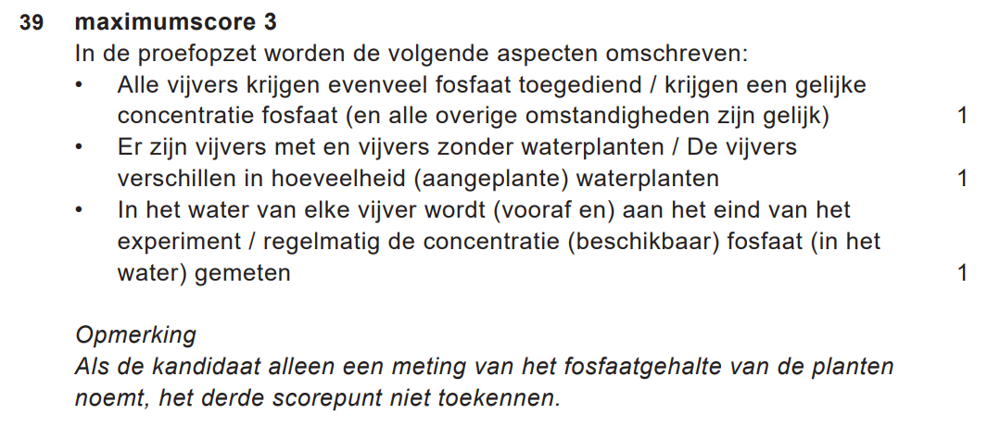 39 maximumscore 3
In de proefopzet worden de volgende aspecten omschreven:
• Alle vijvers krijgen evenveel fosfaat toegediend / krijgen een gelijke
concentratie fosfaat (en alle overige omstandigheden zijn gelijk) 1
• Er zijn vijvers met en vijvers zonder waterplanten / De vijvers
verschillen in hoeveelheid (aangeplante) waterplanten 1
• In het water van elke vijver wordt (vooraf en) aan het eind van het
experiment / regelmatig de concentratie (beschikbaar) fosfaat (in het
water) gemeten 1
Opmerking
Als de kandidaat alleen een meting van het fosfaatgehalte van de planten
noemt, het derde scorepunt niet toekennen.